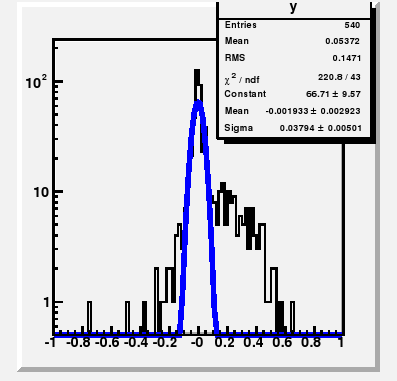 y
Entries 540
Mean 0.05372
RMS 0.1471
χ² / ndf 220.8 / 43
Constant 66.71 ± 9.57
Mean -0.001933 ± 0.002923
Sigma 0.03794 ± 0.00501
10²
10
1
-1 -0.8 -0.6 -0.4 -0.2 -0 0.2 0.4 0.6 0.8 1